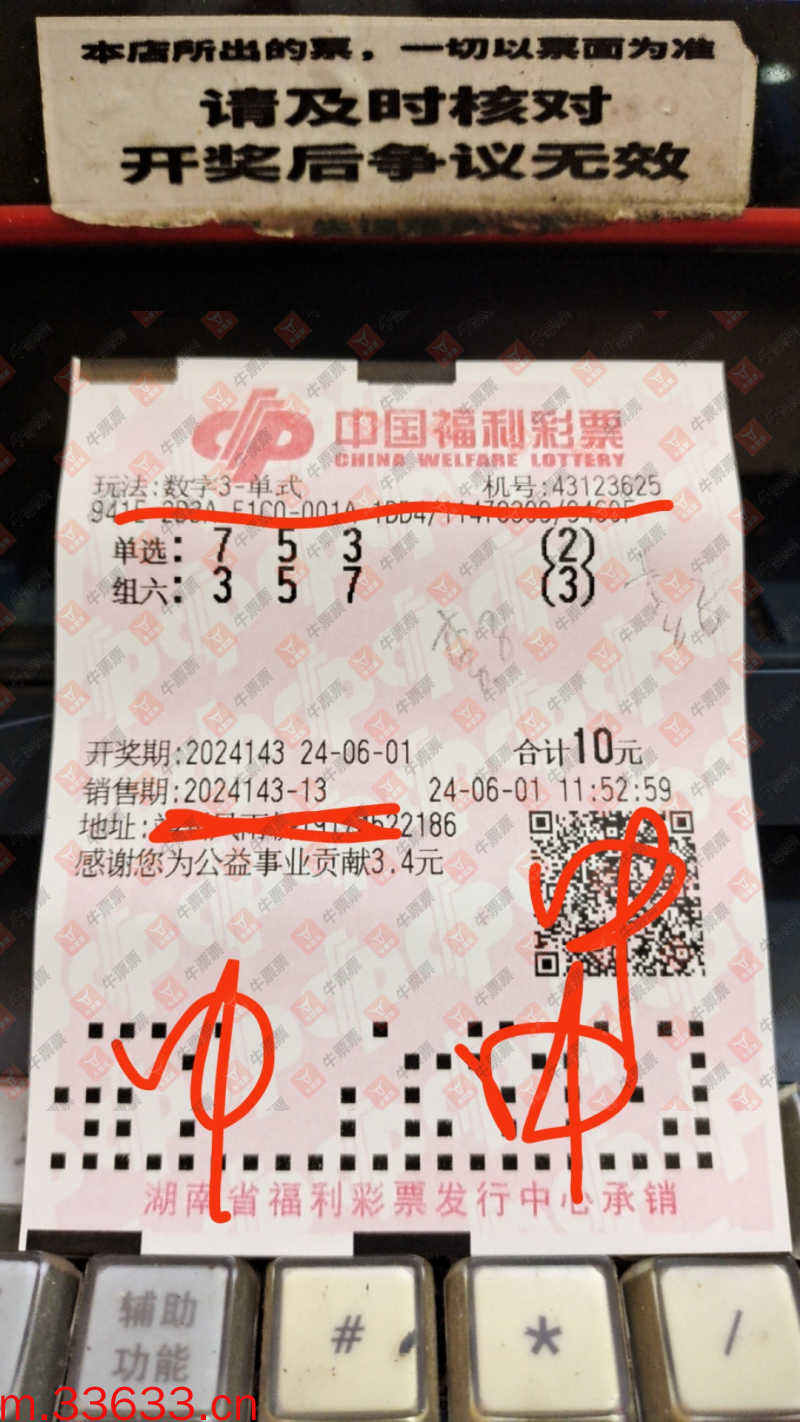 本店所出的票，一切以票面为准
请及时核对
开奖后争议无效
中国福利彩票
CHINA WELFARE LOTTERY
玩法:数字3-单式 机号:43123625
单选: 7 5 3 (2)
组六: 3 5 7 (3)
开奖期:2024143 24-06-01 合计10元
销售期:2024143-13 24-06-01 11:52:59
地址: 2186
感谢您为公益事业贡献3.4元
湖南省福利彩票发行中心承销
辅助
功能
# * /
m.33633.cn
牛票票